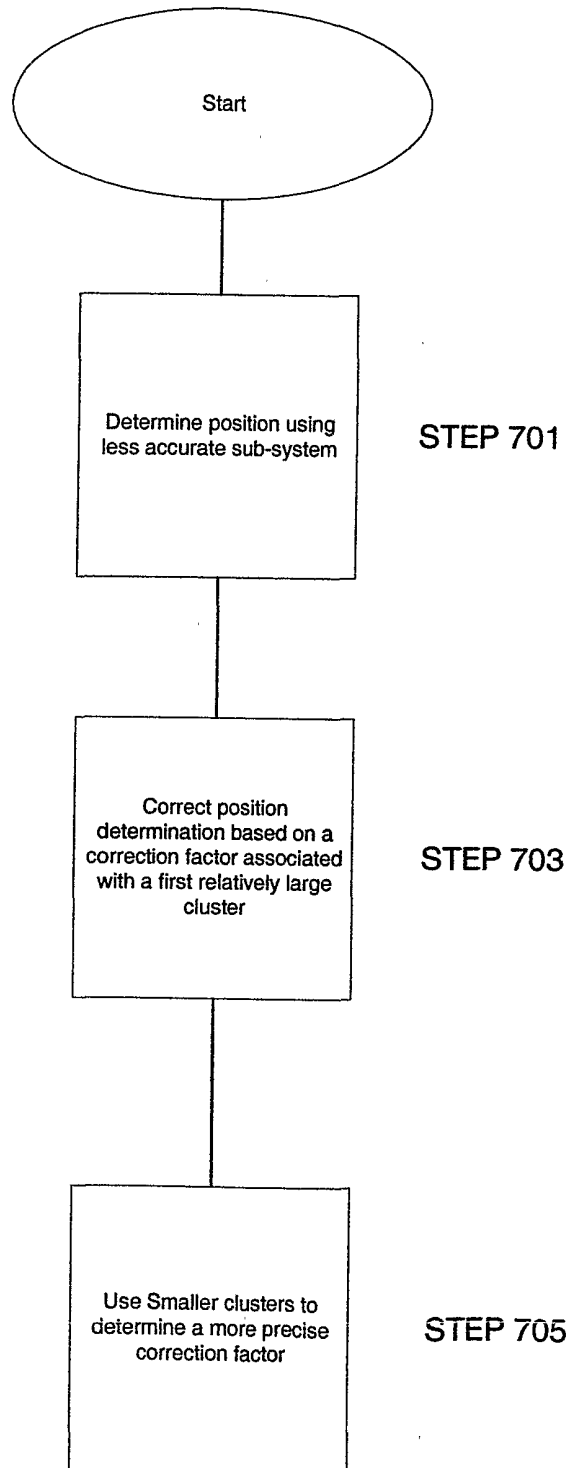 Start
Determine position using
less accurate sub-system
STEP 701
Correct position
determination based on a
correction factor associated
with a first relatively large
cluster
STEP 703
Use Smaller clusters to
determine a more precise
correction factor
STEP 705